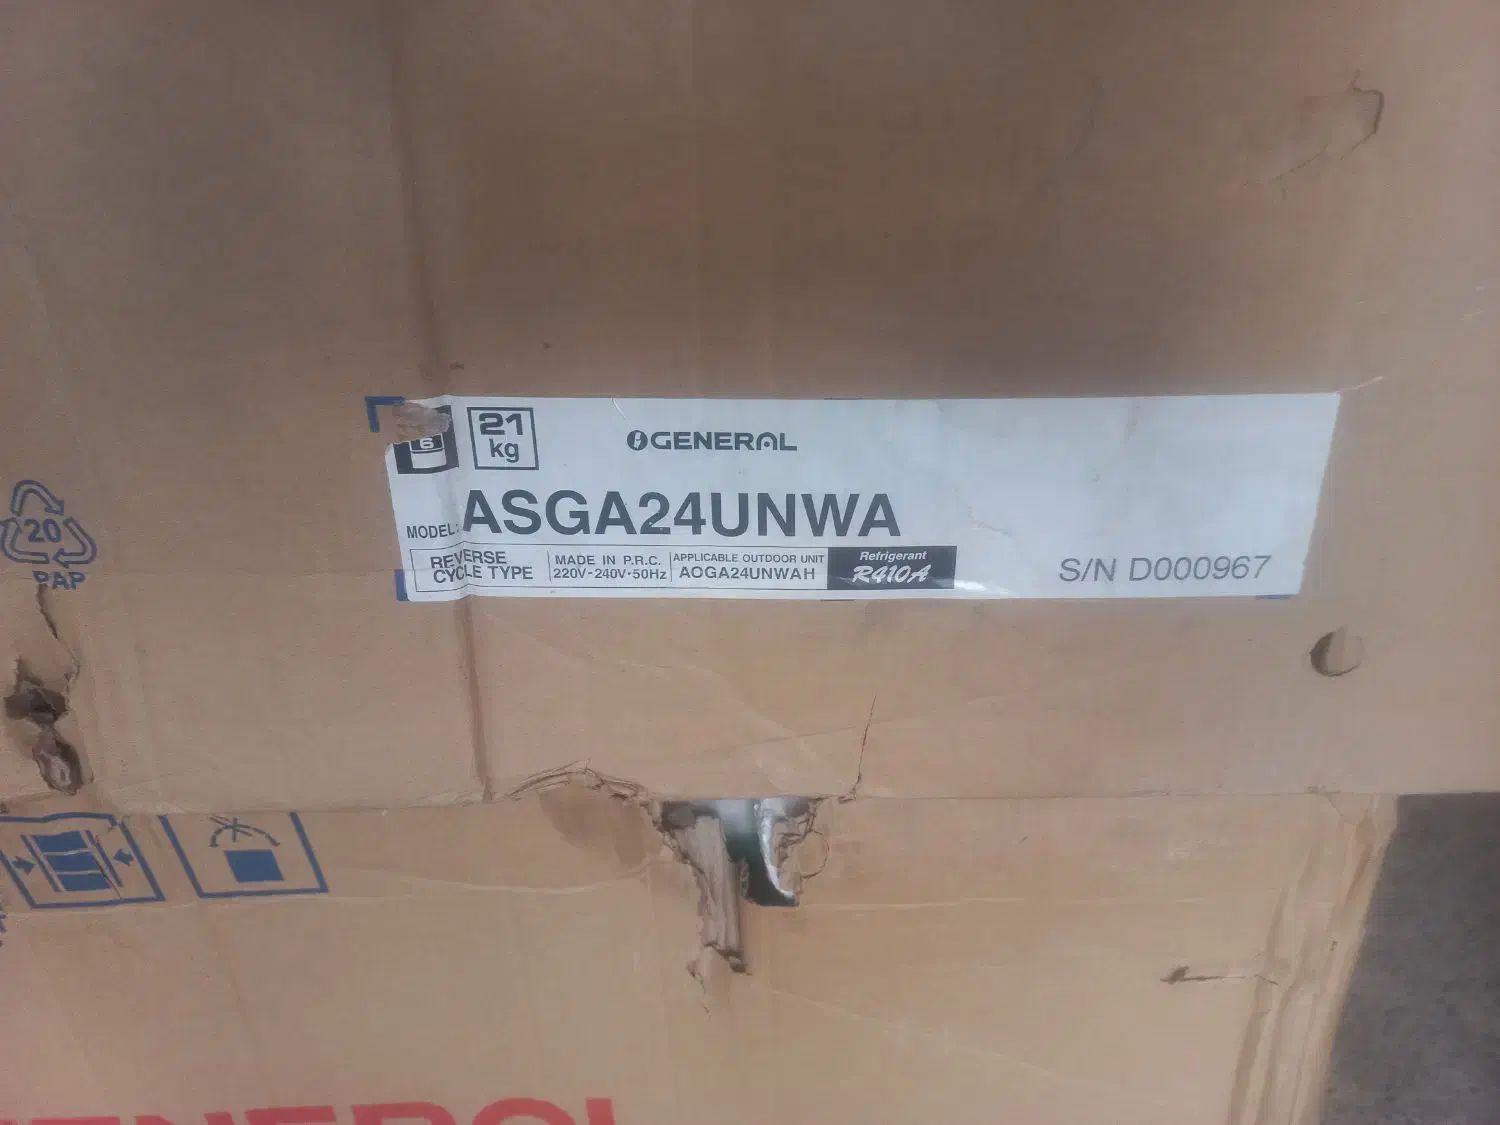 6
21
kg
GENERAL
MODEL: ASGA24UNWA
REVERSE
CYCLE TYPE
MADE IN P.R.C.
220V-240V·50Hz
APPLICABLE OUTDOOR UNIT
AOGA24UNWAH
Refrigerant
R410A
S/N D000967
20
PAP